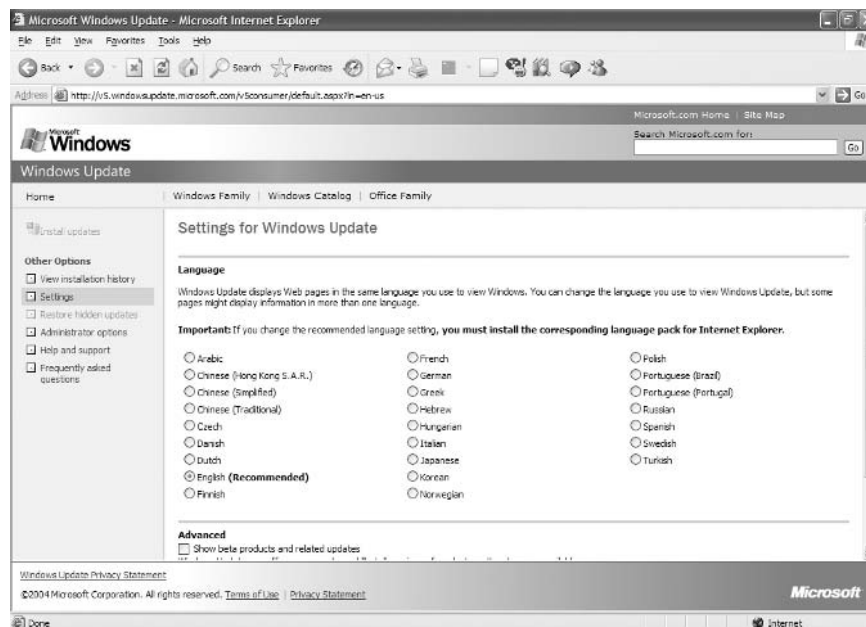 Microsoft Windows Update - Microsoft Internet Explorer
File Edit View Favorites Tools Help
Back Search Favorites
Address http://v5.windowsupdate.microsoft.com/v5consumer/default.aspx?ln=en-us Go
Microsoft.com Home | Site Map
Microsoft Windows
Search Microsoft.com for:
Go
Windows Update
Home
Windows Family | Windows Catalog | Office Family
Install updates
Other Options
View installation history
Settings
Restore hidden updates
Administrator options
Help and support
Frequently asked
questions
Settings for Windows Update
Language
Windows Update displays Web pages in the same language you use to view Windows. You can change the language you use to view Windows Update, but some
pages might display information in more than one language.
Important: If you change the recommended language setting, you must install the corresponding language pack for Internet Explorer.
Arabic
Chinese (Hong Kong S.A.R.)
Chinese (Simplified)
Chinese (Traditional)
Czech
Danish
Dutch
English (Recommended)
Finnish
French
German
Greek
Hebrew
Hungarian
Italian
Japanese
Korean
Norwegian
Polish
Portuguese (Brazil)
Portuguese (Portugal)
Russian
Spanish
Swedish
Turkish
Advanced
Show beta products and related updates
Windows Update Privacy Statement
©2004 Microsoft Corporation. All rights reserved. Terms of Use | Privacy Statement
Microsoft
Done
Internet